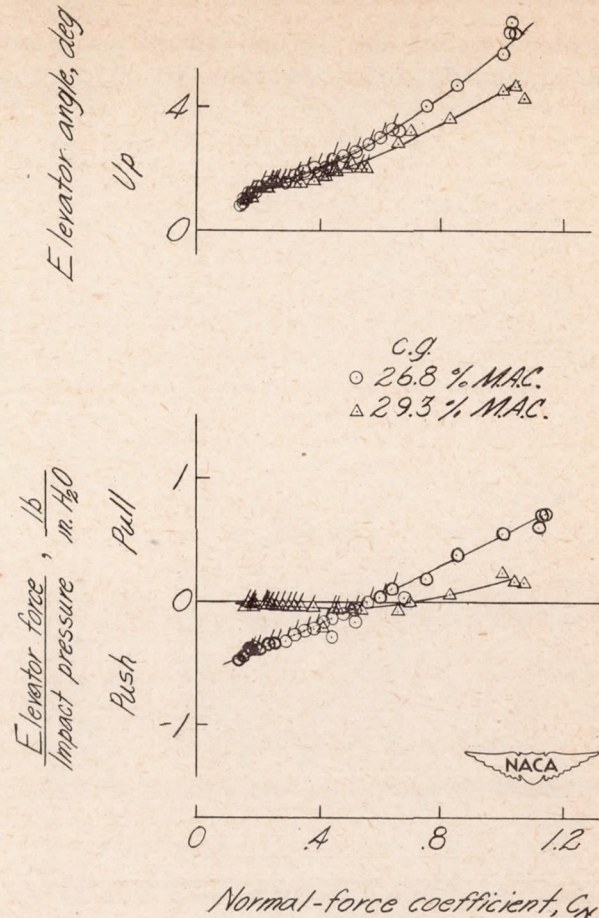 Elevator angle, deg
Up
4
0
c.g.
26.8 % M.A.C.
29.3 % M.A.C.
Elevator force / Impact pressure , lb / in. H₂O
Pull
Push
1
0
-1
NACA
0 .4 .8 1.2
Normal-force coefficient, C_N